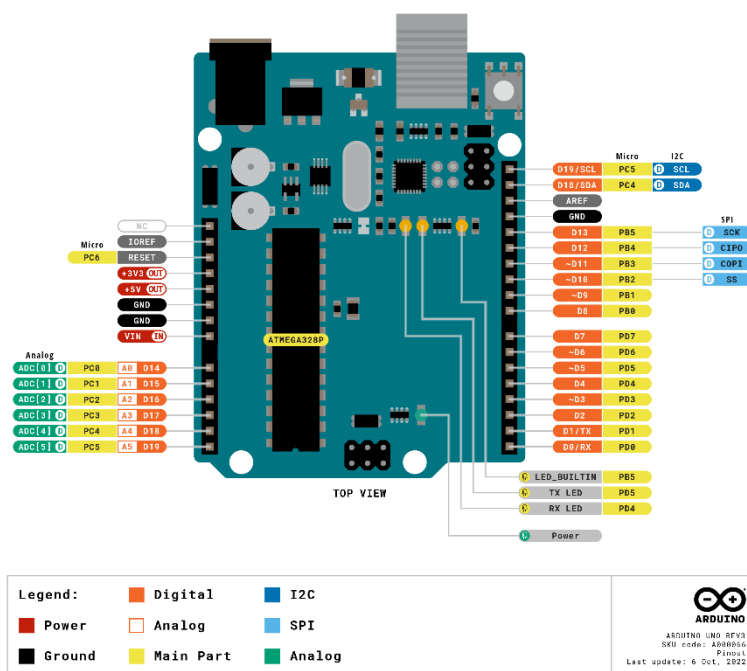 Micro I2C
D19/SCL PC5 D SCL
D18/SDA PC4 D SDA
AREF
GND
SPI
D13 PB5 D SCK
D12 PB4 D CIPO
~D11 PB3 D COPI
~D10 PB2 D SS
~D9 PB1
D8 PB0
D7 PD7
~D6 PD6
~D5 PD5
D4 PD4
~D3 PD3
D2 PD2
D1/TX PD1
D0/RX PD0
NC
IOREF
Micro
PC6 RESET
+3V3 OUT
+5V OUT
GND
GND
VIN IN
Analog
ADC[0] D PC0 A0 D14
ADC[1] D PC1 A1 D15
ADC[2] D PC2 A2 D16
ADC[3] D PC3 A3 D17
ADC[4] D PC4 A4 D18
ADC[5] D PC5 A5 D19
ATMEGA328P
LED_BUILTIN PB5
TX LED PD5
RX LED PD4
Power
TOP VIEW
Legend:
Power
Ground
Digital
Analog
Main Part
I2C
SPI
Analog
ARDUINO
ARDUINO UNO REV3
SKU code: A000066
Pinout
Last update: 6 Oct, 2022